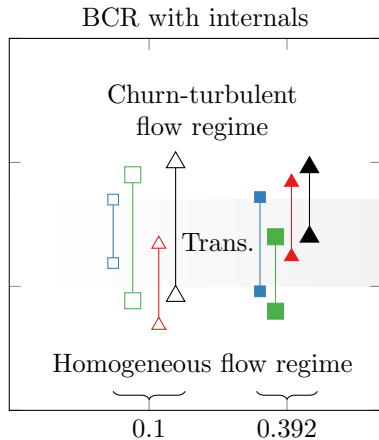 BCR with internals
Churn-turbulent
flow regime
Trans.
Homogeneous flow regime
0.1
0.392